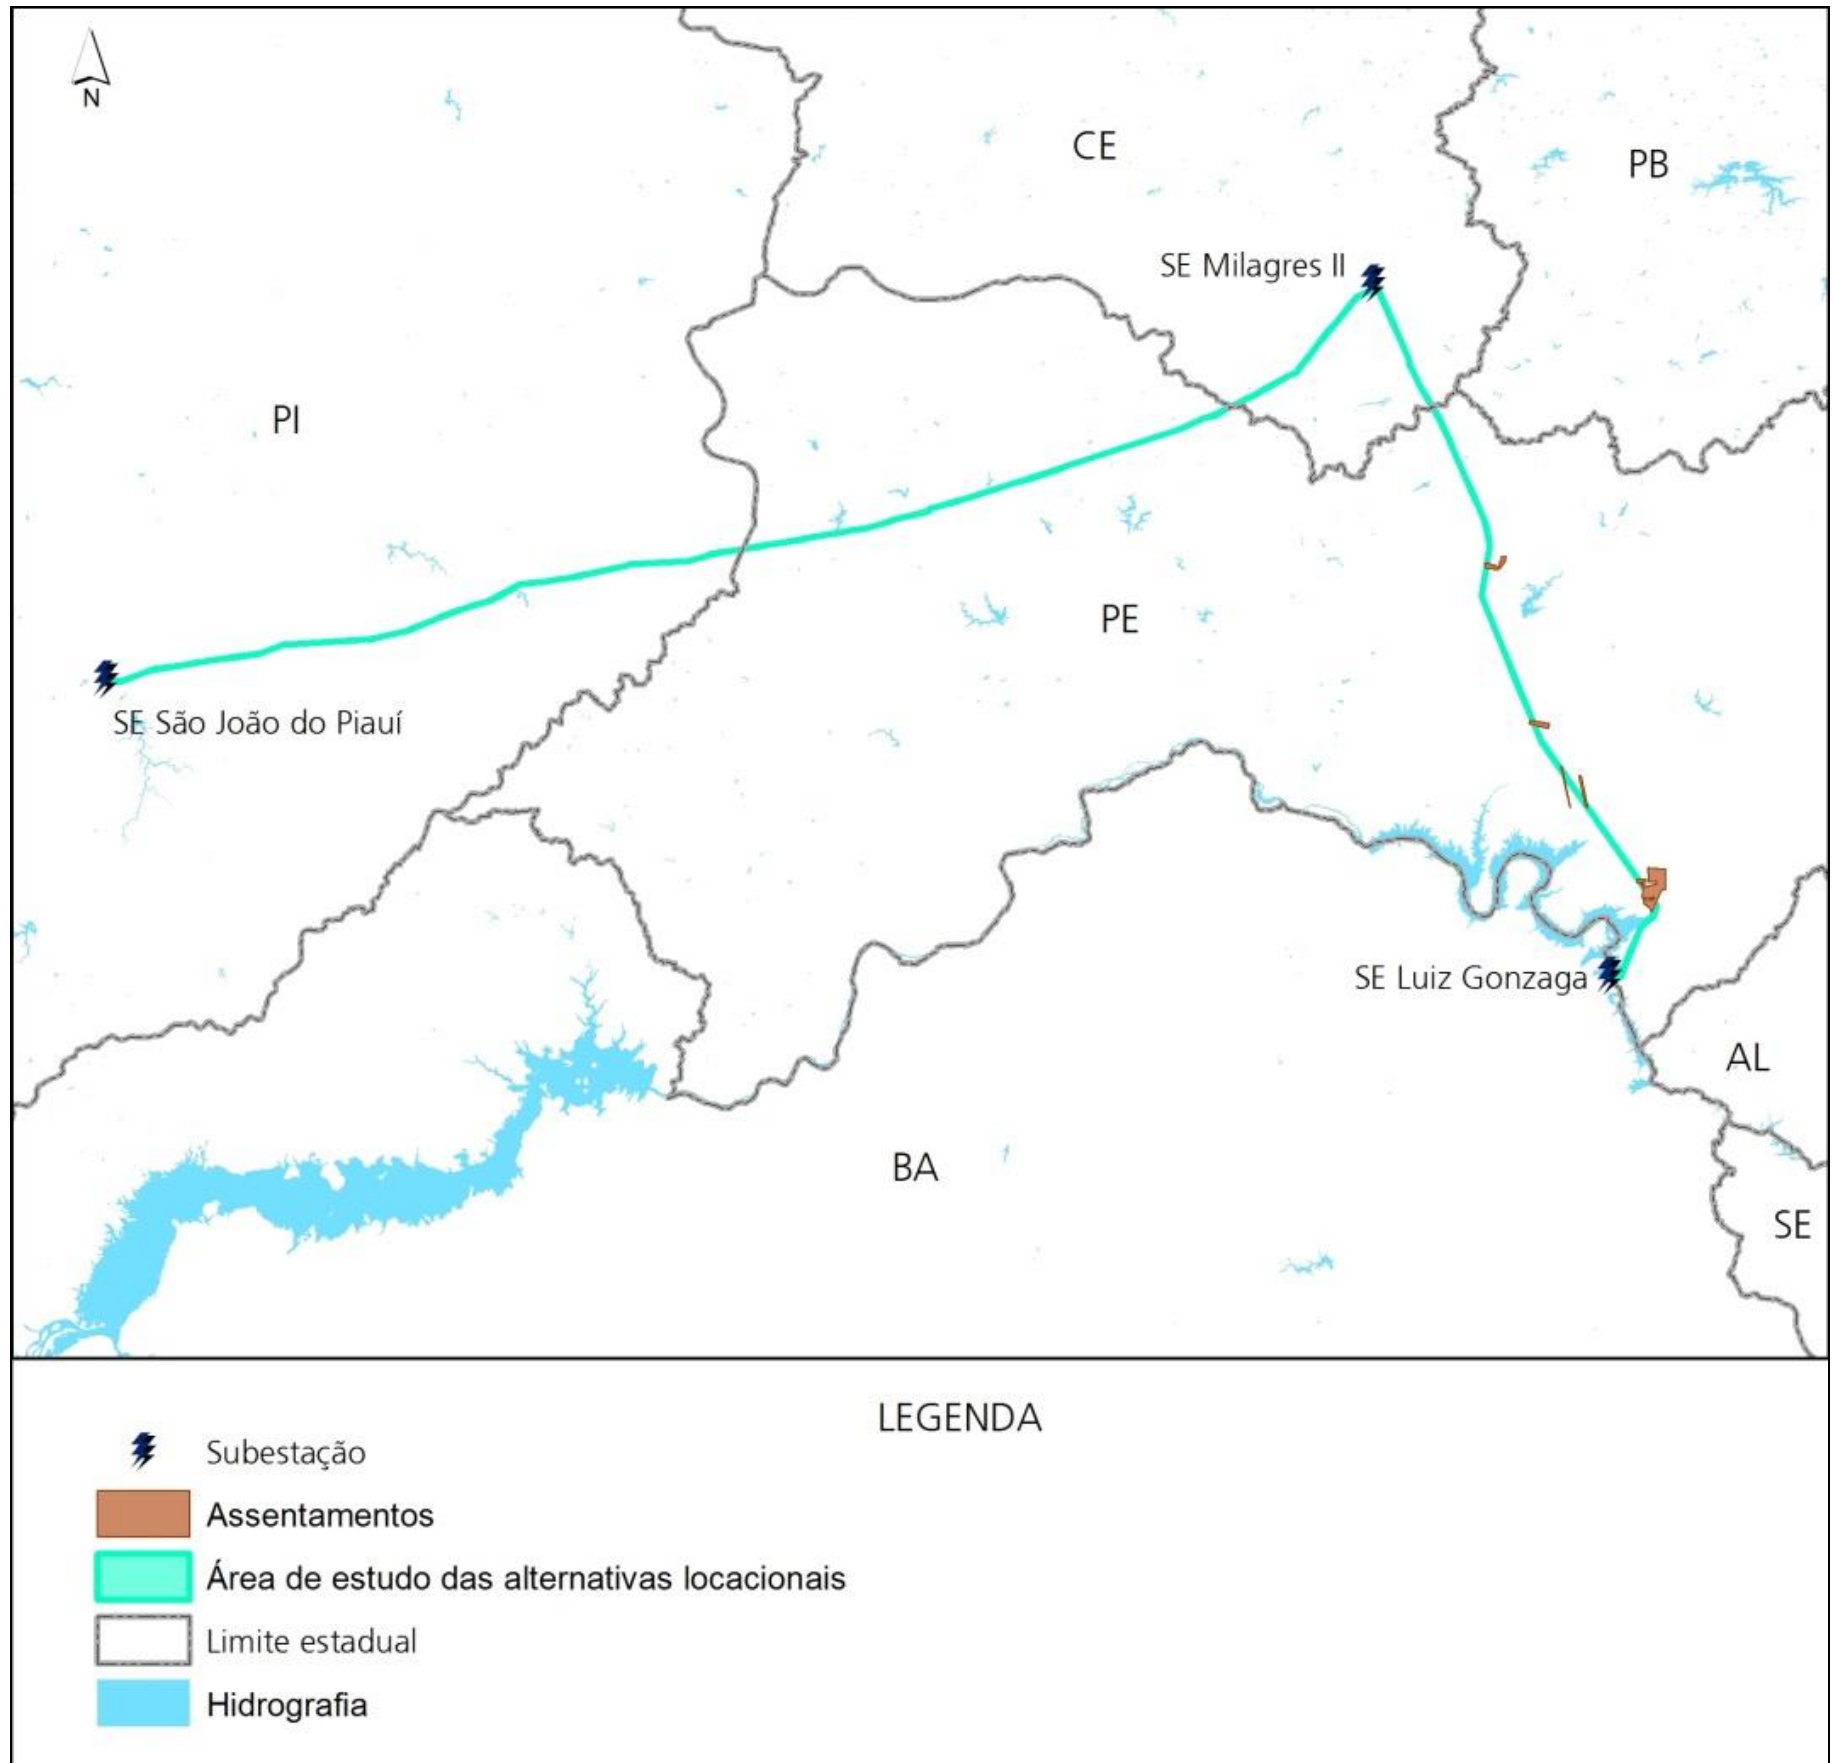 N
CE
PB
SE Milagres II
PI
PE
SE São João do Piauí
SE Luiz Gonzaga
AL
BA
SE
LEGENDA
Subestação
Assentamentos
Área de estudo das alternativas locacionais
Limite estadual
Hidrografia